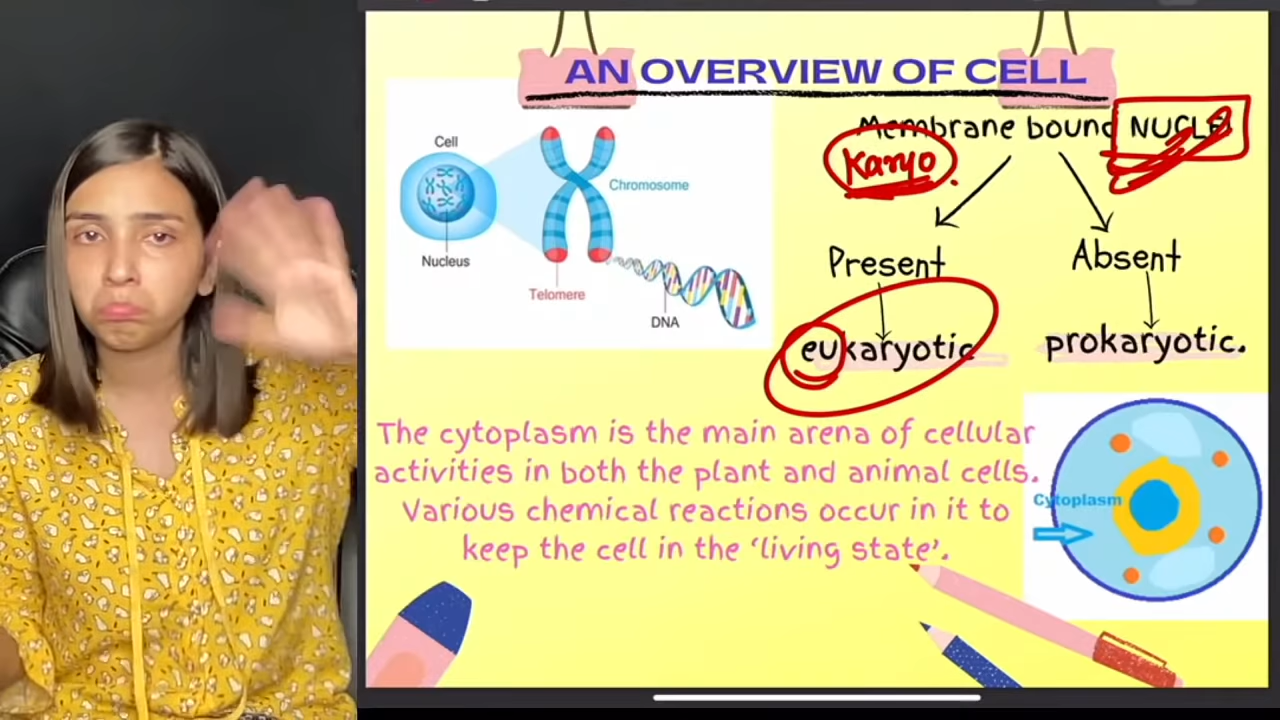 AN OVERVIEW OF CELL
Membrane bound NUCLEI
Karyo.
Cell
Chromosome
Nucleus
Telomere
DNA
Present
Absent
eukaryotic
prokaryotic.
The cytoplasm is the main arena of cellular
activities in both the plant and animal cells.
Various chemical reactions occur in it to
keep the cell in the ‘living state’.
Cytoplasm